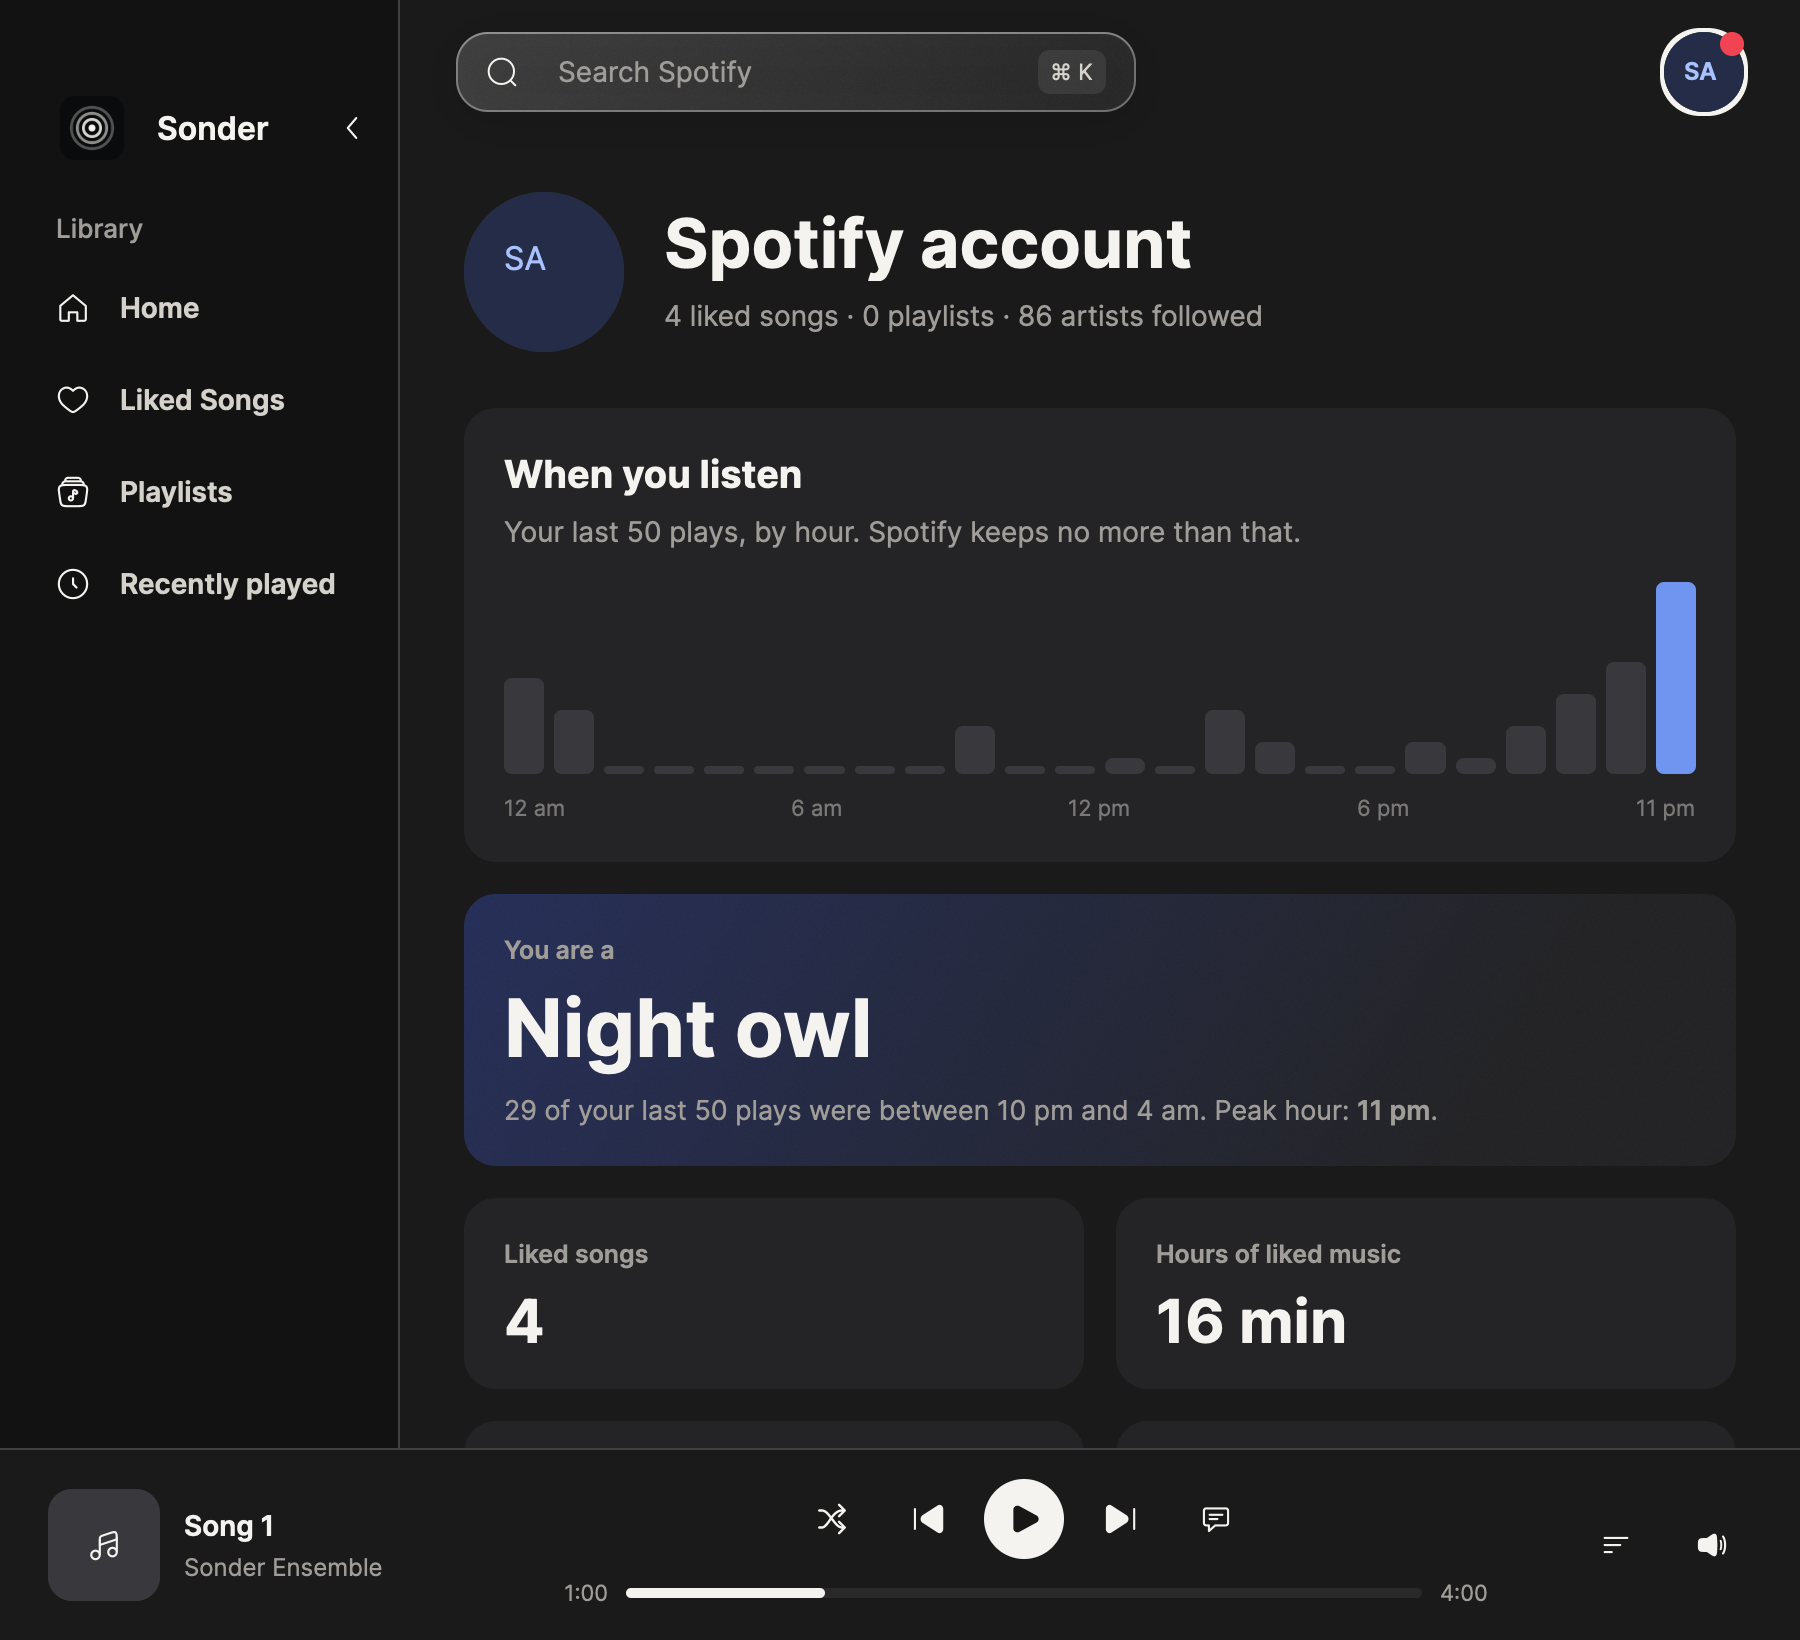 Search Spotify
⌘ K
SA
Sonder
Library
Home
Liked Songs
Playlists
Recently played
SA
Spotify account
4 liked songs · 0 playlists · 86 artists followed
When you listen
Your last 50 plays, by hour. Spotify keeps no more than that.
12 am 6 am 12 pm 6 pm 11 pm
You are a
Night owl
29 of your last 50 plays were between 10 pm and 4 am. Peak hour: 11 pm.
Liked songs
4
Hours of liked music
16 min
Song 1
Sonder Ensemble
1:00
4:00